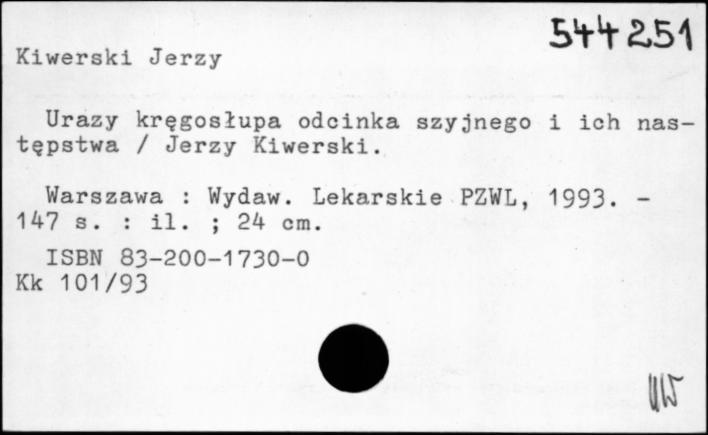 544251
Kiwerski Jerzy
Urazy kręgosłupa odcinka szyjnego i ich nas-
tępstwa / Jerzy Kiwerski.
Warszawa : Wydaw. Lekarskie PZWL, 1993. -
147 s. : il. ; 24 cm.
ISBN 83-200-1730-0
Kk 101/93